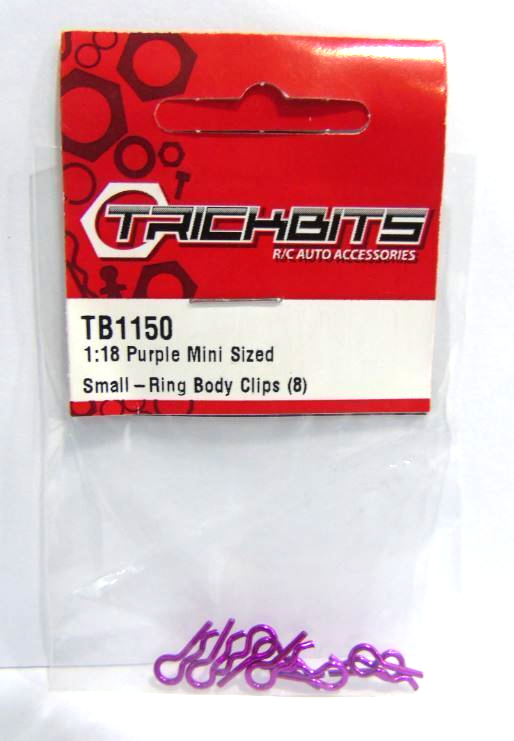 TRICKBITS
R/C AUTO ACCESSORIES
TB1150
1:18 Purple Mini Sized
Small-Ring Body Clips (8)